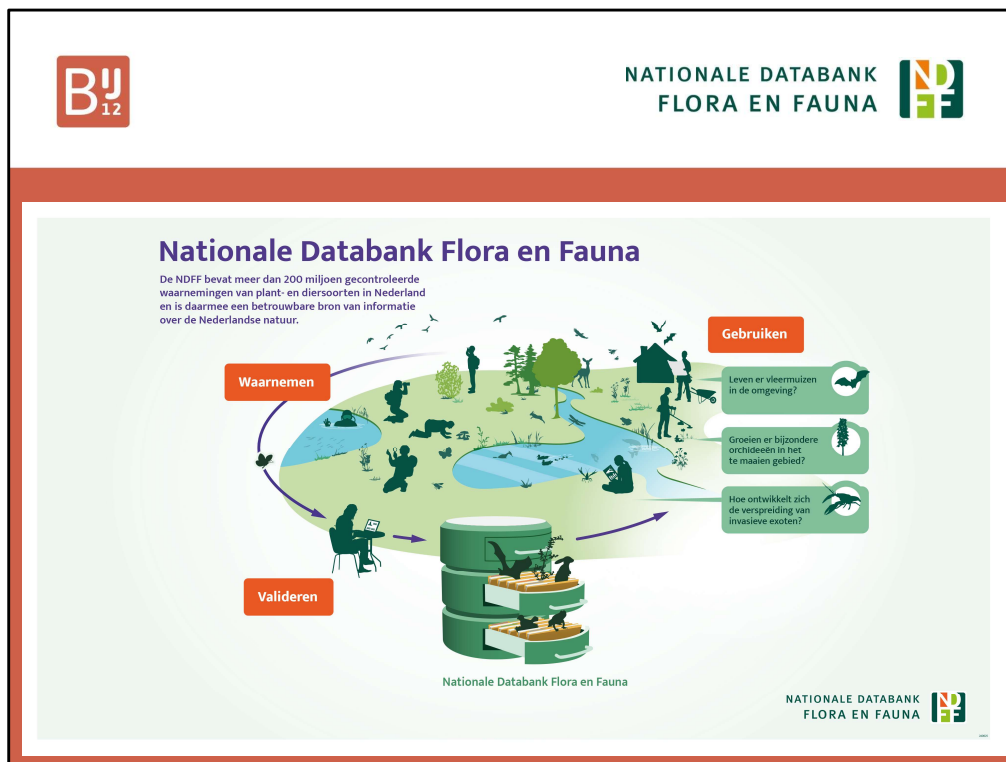 BIJ
12
NATIONALE DATABANK
FLORA EN FAUNA
NDFF
Nationale Databank Flora en Fauna
De NDFF bevat meer dan 200 miljoen gecontroleerde
waarnemingen van plant- en diersoorten in Nederland
en is daarmee een betrouwbare bron van informatie
over de Nederlandse natuur.
Gebruiken
Waarnemen
Leven er vleermuizen
in de omgeving?
Groeien er bijzondere
orchideeën in het
te maaien gebied?
Hoe ontwikkelt zich
de verspreiding van
invasieve exoten?
Valideren
Nationale Databank Flora en Fauna
NATIONALE DATABANK
FLORA EN FAUNA
NDFF